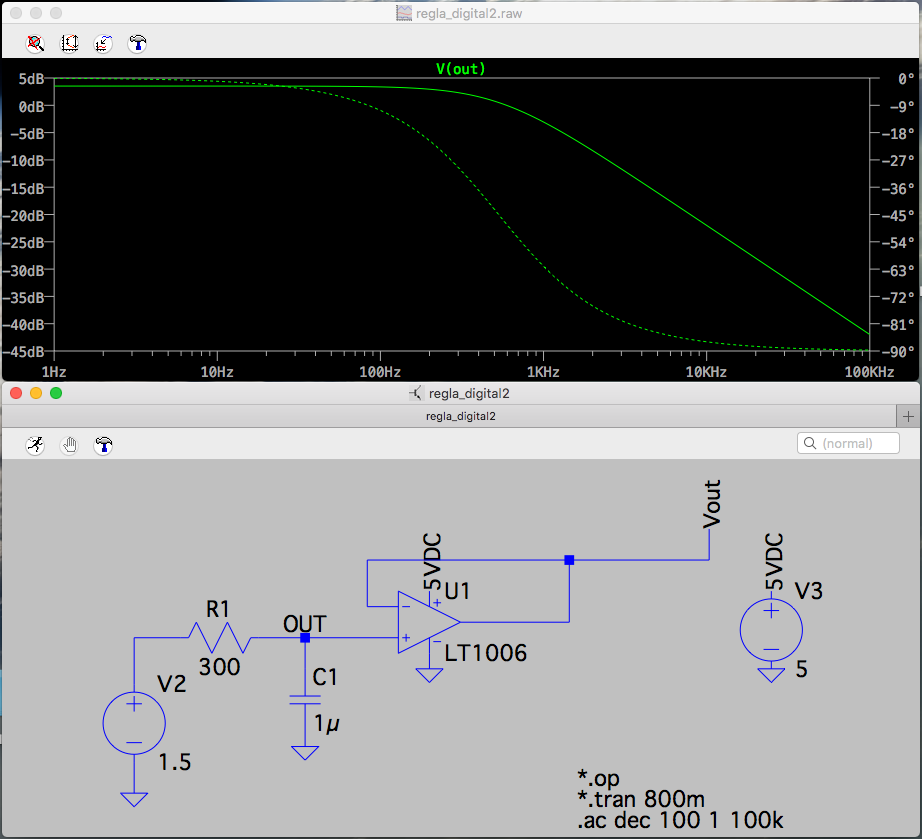 regla_digital2.raw
V(out)
5dB
0dB
-5dB
-10dB
-15dB
-20dB
-25dB
-30dB
-35dB
-40dB
-45dB
0°
-9°
-18°
-27°
-36°
-45°
-54°
-63°
-72°
-81°
-90°
1Hz 10Hz 100Hz 1KHz 10KHz 100KHz
regla_digital2
regla_digital2
(normal)
Vout
5VDC
5VDC
U1
V3
R1
OUT
300
LT1006
5
C1
V2
1µ
1.5
*.op
*.tran 800m
.ac dec 100 1 100k